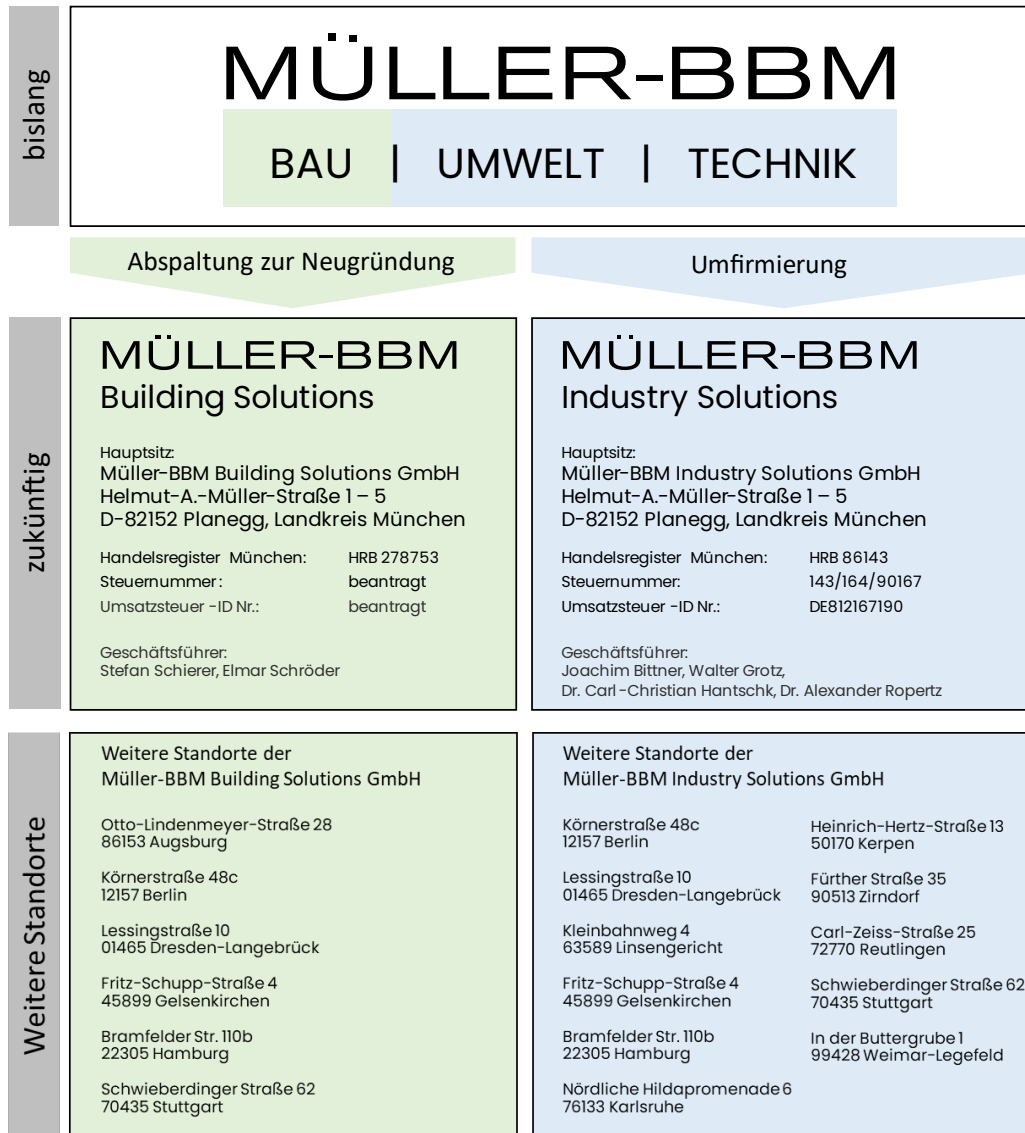 bislang
MÜLLER-BBM
BAU | UMWELT | TECHNIK
Abspaltung zur Neugründung
Umfirmierung
zukünftig
MÜLLER-BBM
Building Solutions
Hauptsitz:
Müller-BBM Building Solutions GmbH
Helmut-A.-Müller-Straße 1 – 5
D-82152 Planegg, Landkreis München
Handelsregister München: HRB 278753
Steuernummer: beantragt
Umsatzsteuer -ID Nr.: beantragt
Geschäftsführer:
Stefan Schierer, Elmar Schröder
MÜLLER-BBM
Industry Solutions
Hauptsitz:
Müller-BBM Industry Solutions GmbH
Helmut-A.-Müller-Straße 1 – 5
D-82152 Planegg, Landkreis München
Handelsregister München: HRB 86143
Steuernummer: 143/164/90167
Umsatzsteuer -ID Nr.: DE812167190
Geschäftsführer:
Joachim Bittner, Walter Grotz,
Dr. Carl-Christian Hantschk, Dr. Alexander Ropertz
Weitere Standorte
Weitere Standorte der
Müller-BBM Building Solutions GmbH
Otto-Lindenmeyer-Straße 28
86153 Augsburg
Körnerstraße 48c
12157 Berlin
Lessingstraße 10
01465 Dresden-Langebrück
Fritz-Schupp-Straße 4
45899 Gelsenkirchen
Bramfelder Str. 110b
22305 Hamburg
Schwieberdinger Straße 62
70435 Stuttgart
Weitere Standorte der
Müller-BBM Industry Solutions GmbH
Körnerstraße 48c
12157 Berlin
Lessingstraße 10
01465 Dresden-Langebrück
Kleinbahnweg 4
63589 Linsengericht
Fritz-Schupp-Straße 4
45899 Gelsenkirchen
Bramfelder Str. 110b
22305 Hamburg
Nördliche Hildapromenade 6
76133 Karlsruhe
Heinrich-Hertz-Straße 13
50170 Kerpen
Fürther Straße 35
90513 Zirndorf
Carl-Zeiss-Straße 25
72770 Reutlingen
Schwieberdinger Straße 62
70435 Stuttgart
In der Buttergrube 1
99428 Weimar-Legefeld